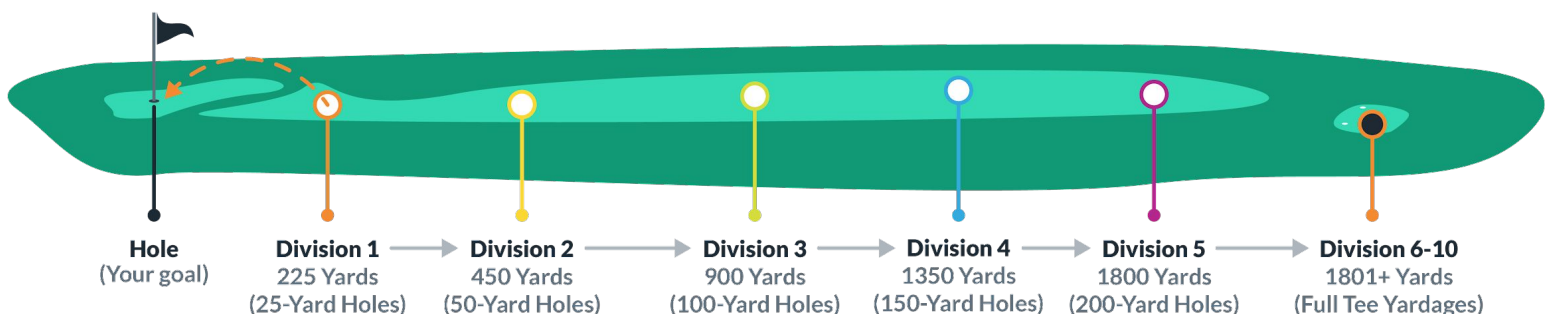 Hole
(Your goal)
Division 1
225 Yards
(25-Yard Holes)
Division 2
450 Yards
(50-Yard Holes)
Division 3
900 Yards
(100-Yard Holes)
Division 4
1350 Yards
(150-Yard Holes)
Division 5
1800 Yards
(200-Yard Holes)
Division 6-10
1801+ Yards
(Full Tee Yardages)